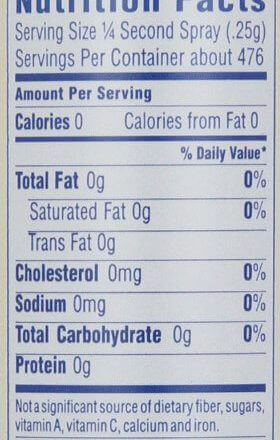 Nutrition Facts
Serving Size ¼ Second Spray (.25g)
Servings Per Container about 476
Amount Per Serving
Calories 0 Calories from Fat 0
% Daily Value*
Total Fat 0g 0%
Saturated Fat 0g 0%
Trans Fat 0g
Cholesterol 0mg 0%
Sodium 0mg 0%
Total Carbohydrate 0g 0%
Protein 0g
Not a significant source of dietary fiber, sugars,
vitamin A, vitamin C, calcium and iron.